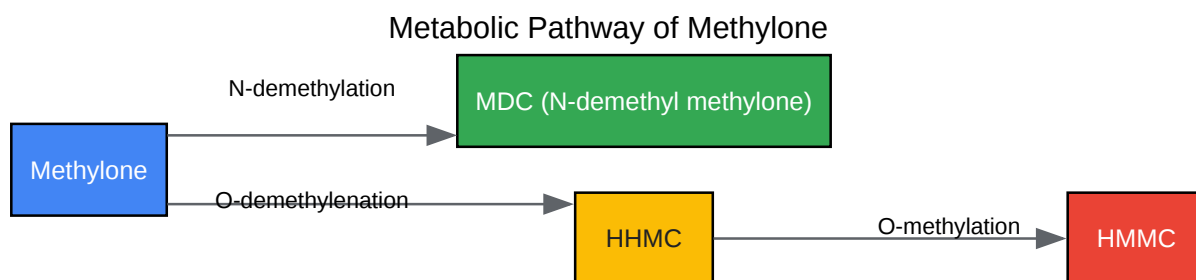 Metabolic Pathway of Methylone
N-demethylation
MDC (N-demethyl methylone)
Methylone
O-demethylenation
HHMC
O-methylation
HMMC